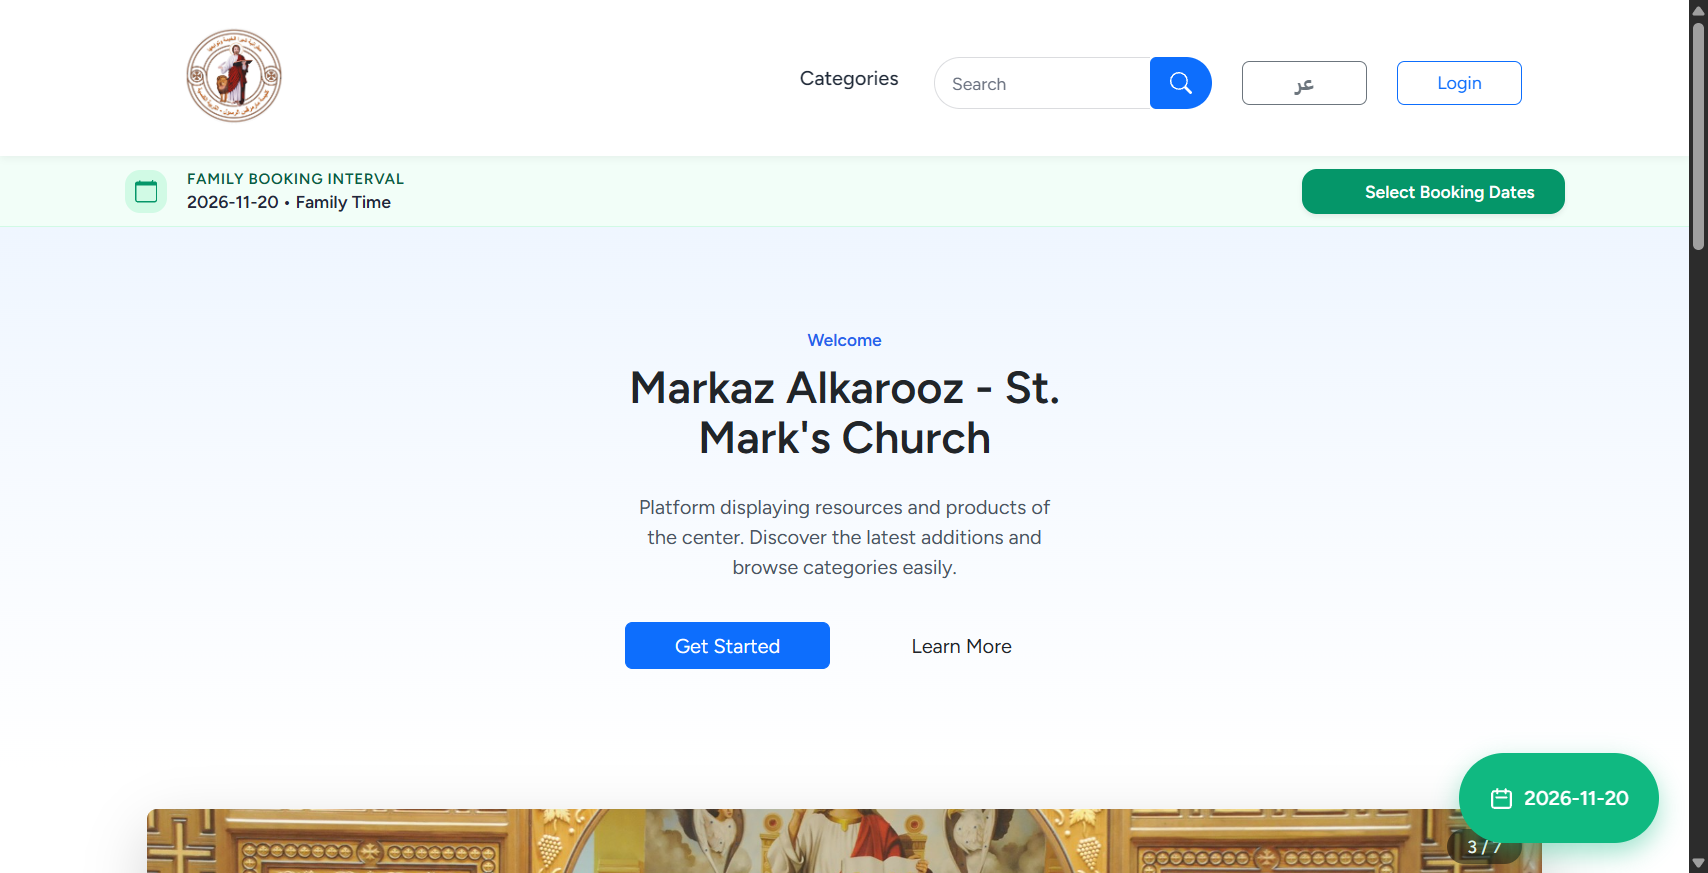 Categories
Search
عر
Login
FAMILY BOOKING INTERVAL
2026-11-20 • Family Time
Select Booking Dates
Welcome
Markaz Alkarooz - St.
Mark's Church
Platform displaying resources and products of
the center. Discover the latest additions and
browse categories easily.
Get Started
Learn More
2026-11-20
3 / 7